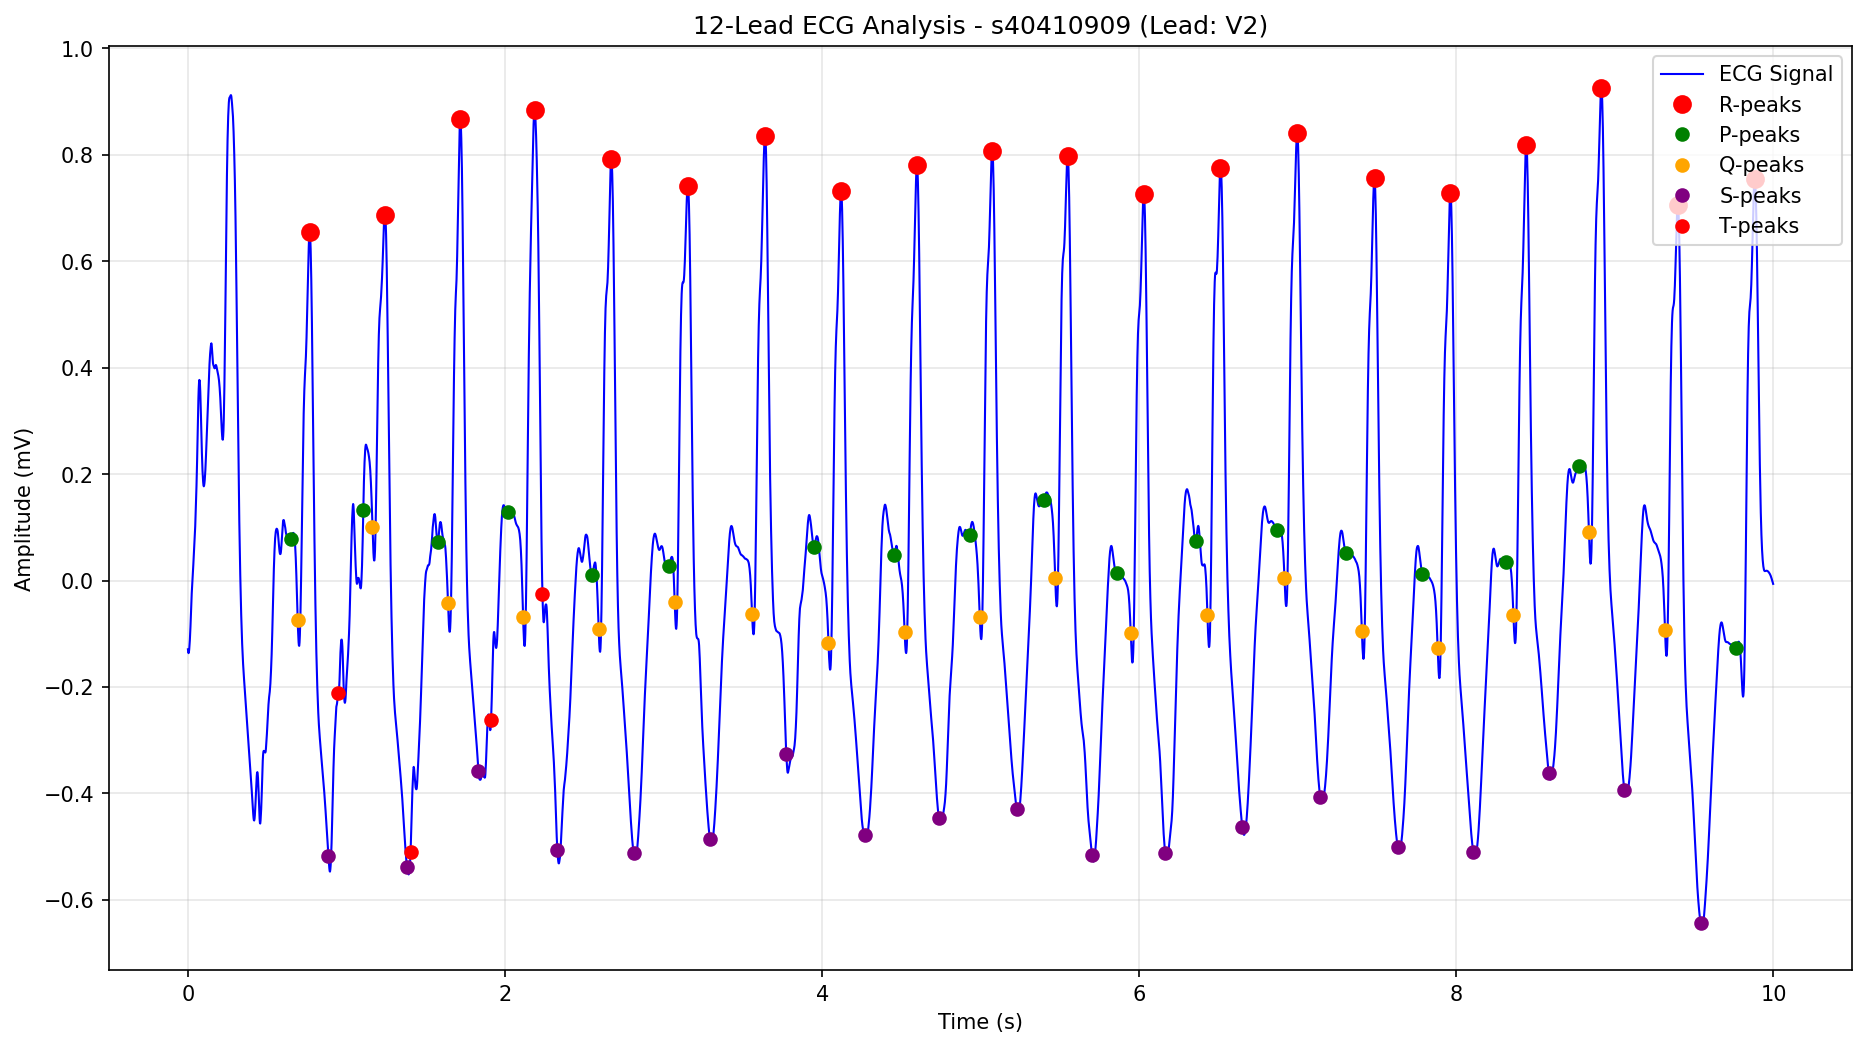 12-Lead ECG Analysis - s40410909 (Lead: V2)
1.0
0.8
0.6
0.4
0.2
0.0
−0.2
−0.4
−0.6
Amplitude (mV)
ECG Signal
R-peaks
P-peaks
Q-peaks
S-peaks
T-peaks
0 2 4 6 8 10
Time (s)